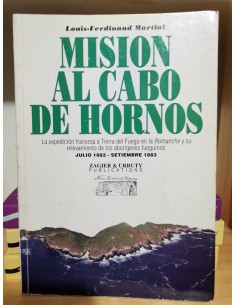 Louis-Ferdinand Martial
MISION
AL CABO
DE HORNOS
La expedición francesa a Tierra del Fuego en la Romanche y su
relevamiento de los aborígenes fueguinos
JULIO 1882 - SETIEMBRE 1883
ZAGIER & URRUTY
PUBLICATIONS